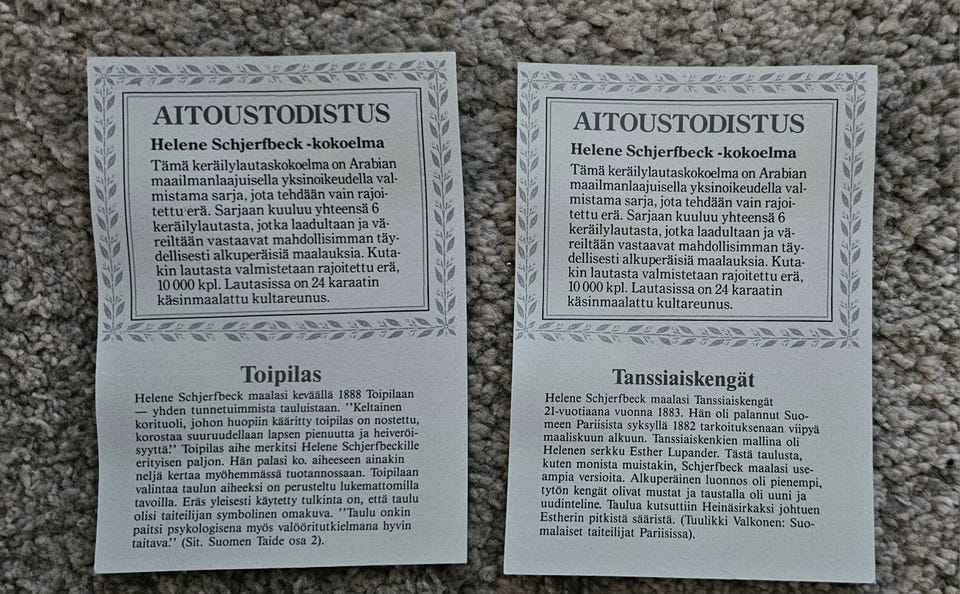 AITOUSTODISTUS
Helene Schjerfbeck -kokoelma
Tämä keräilylautaskokoelma on Arabian
maailmanlaajuisella yksinoikeudella val-
mistama sarja, jota tehdään vain rajoi-
tettu erä. Sarjaan kuuluu yhteensä 6
keräilylautasta, jotka laadultaan ja vä-
reiltään vastaavat mahdollisimman täy-
dellisesti alkuperäisiä maalauksia. Kuta-
kin lautasta valmistetaan rajoitettu erä,
10 000 kpl. Lautasissa on 24 karaatin
käsinmaalattu kultareunus.
Toipilas
Helene Schjerfbeck maalasi keväällä 1888 Toipilaan
— yhden tunnetuimmista tauluistaan. "Keltainen
korituoli, johon huopiin kääritty toipilas on nostettu,
korostaa suuruudellaan lapsen pienuutta ja heiveröi-
syyttä." Toipilas aihe merkitsi Helene Schjerfbeckille
erityisen paljon. Hän palasi ko. aiheeseen ainakin
neljä kertaa myöhemmässä tuotannossaan. Toipilaan
valintaa taulun aiheeksi on perusteltu lukemattomilla
tavoilla. Eräs yleisesti käytetty tulkinta on, että taulu
olisi taiteilijan symbolinen omakuva. "Taulu onkin
paitsi psykologisena myös valööritutkielmana hyvin
taitava." (Sit. Suomen Taide osa 2).
AITOUSTODISTUS
Helene Schjerfbeck -kokoelma
Tämä keräilylautaskokoelma on Arabian
maailmanlaajuisella yksinoikeudella val-
mistama sarja, jota tehdään vain rajoi-
tettu erä. Sarjaan kuuluu yhteensä 6
keräilylautasta, jotka laadultaan ja vä-
reiltään vastaavat mahdollisimman täy-
dellisesti alkuperäisiä maalauksia. Kuta-
kin lautasta valmistetaan rajoitettu erä,
10 000 kpl. Lautasissa on 24 karaatin
käsinmaalattu kultareunus.
Tanssiaiskengät
Helene Schjerfbeck maalasi Tanssiaiskengät
21-vuotiaana vuonna 1883. Hän oli palannut Suo-
meen Pariisista syksyllä 1882 tarkoituksenaan viipyä
maaliskuun alkuun. Tanssiaiskenkien mallina oli
Helenen serkku Esther Lupander. Tästä taulusta,
kuten monista muistakin, Schjerfbeck maalasi use-
ampia versioita. Alkuperäinen luonnos oli pienempi,
tytön kengät olivat mustat ja taustalla oli uuni ja
uudinteline. Taulua kutsuttiin Heinäsirkaksi johtuen
Estherin pitkistä sääristä. (Tuulikki Valkonen: Suo-
malaiset taiteilijat Pariisissa).